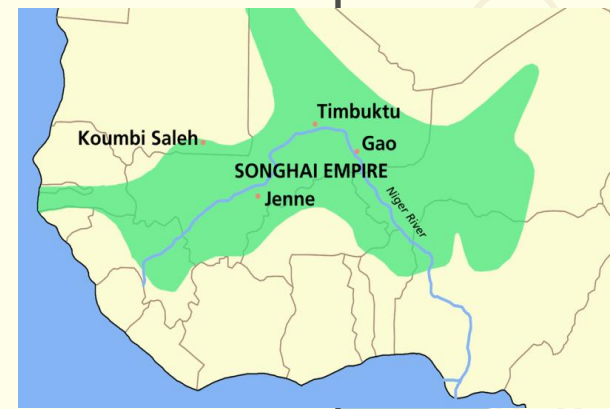 Timbuktu
Koumbi Saleh
Gao
SONGHAI EMPIRE
Jenne
Niger River